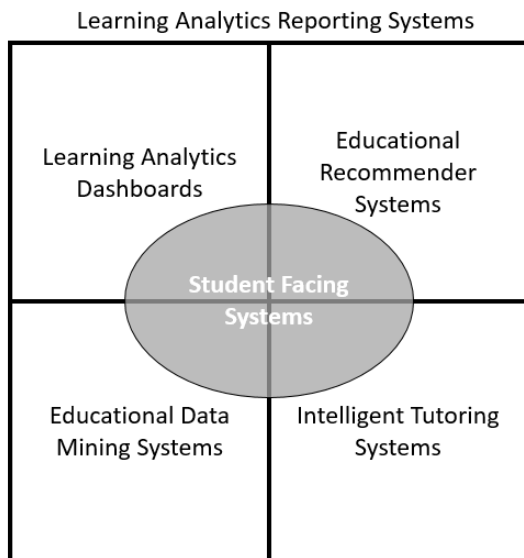 Learning Analytics Reporting Systems
Learning Analytics
Dashboards
Educational
Recommender
Systems
Student Facing
Systems
Educational Data
Mining Systems
Intelligent Tutoring
Systems